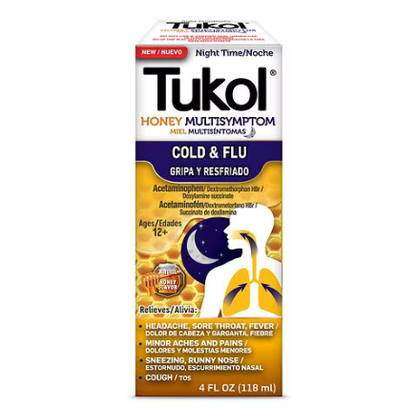 NEW / NUEVO
Night Time/Noche
Tukol®
HONEY MULTISYMPTOM
MIEL MULTISÍNTOMAS
COLD & FLU
GRIPA Y RESFRIADO
Acetaminophen/Dextromethorphan HBr /
Doxylamine succinate
Acetaminofén/Dextrometorfano HBr /
Succinato de doxilamina
Ages/Edades
12+
HONEY
FLAVOR
Relieves/Alivia:
• HEADACHE, SORE THROAT, FEVER /
DOLOR DE CABEZA Y GARGANTA, FIEBRE
• MINOR ACHES AND PAINS /
DOLORES Y MOLESTIAS MENORES
• SNEEZING, RUNNY NOSE /
ESTORNUDO, ESCURRIMIENTO NASAL
• COUGH / TOS
4 FL OZ (118 ml)